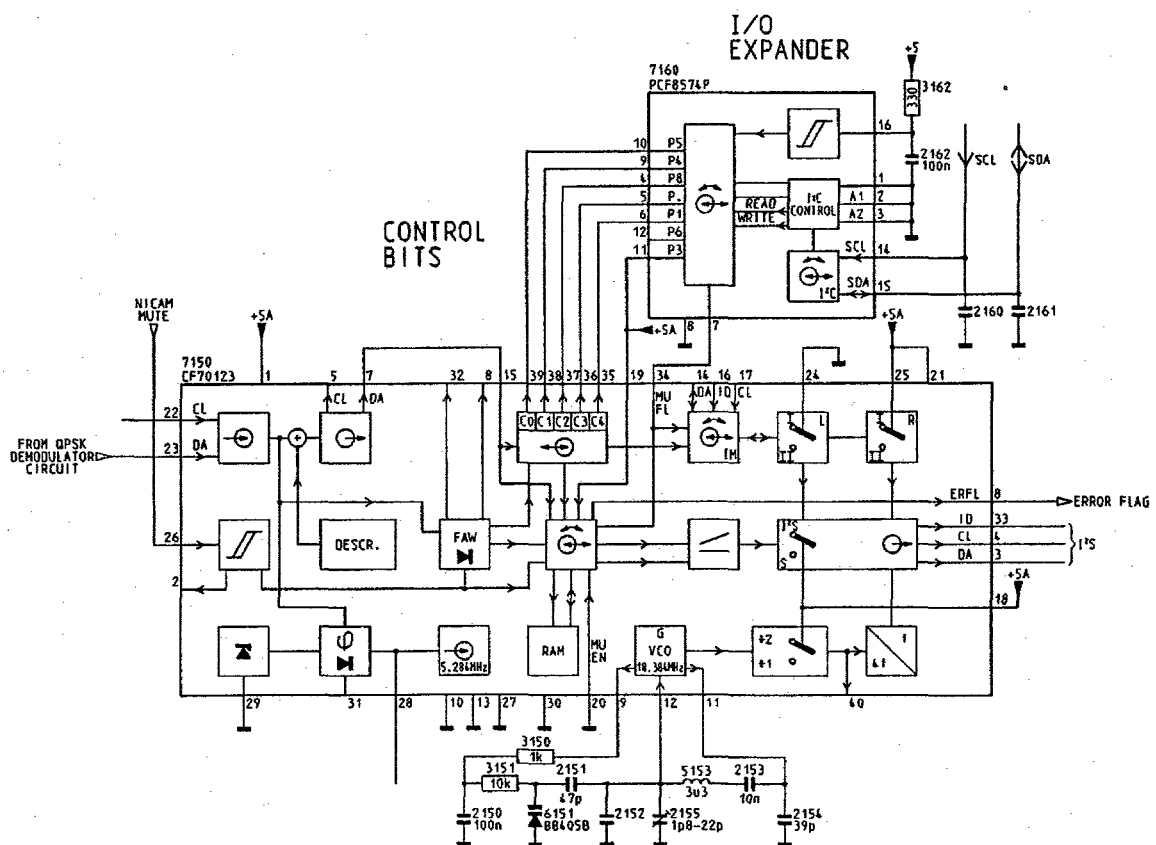 I/O
EXPANDER
+5
7160
PCF8574P
3162
330
16
10 P5
9 P4
4 P8
5 P.
6 P1
12 P6
11 P3
2162
100n
SCL
SDA
1
I²C
CONTROL
READ
WRITE
A1 2
A2 3
SCL 14
SDA 15
I²C
2160
2161
8
7
+5A
CONTROL
BITS
NICAM
MUTE
+5A
+5A
7150
CF70123
1
5
7
32
8
15
39
38
37
36
35
19
34
14
16
17
24
25
21
CL
DA
C0 C1 C2 C3 C4
MU
FL
DA
ID
CL
IM
I
L
II
I
R
II
22 CL
23 DA
FROM QPSK
DEMODULATOR
CIRCUIT
ERFL 8
ERROR FLAG
26
DESCR.
FAW
I²S
S
ID 33
CL 4
DA 3
I²S
2
+5A
18
φ
5.284MHz
RAM
MU
EN
G
VCO
18.384MHz
÷2
÷1
f
4f
29
31
28
10
13
27
30
20
9
12
11
40
3150
1k
3151
10k
2151
47p
5153
3u3
2153
10n
2150
100n
6151
BB405B
2152
2155
1p8-22p
2154
39p